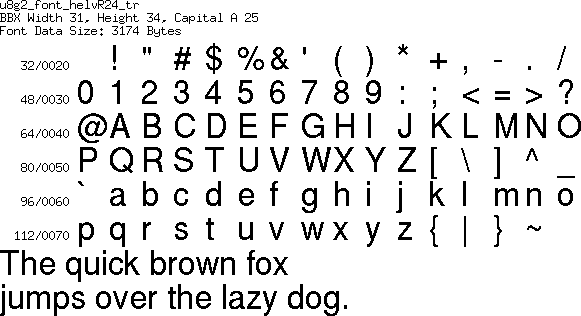 u8g2_font_helvR24_tr
BBX Width 31, Height 34, Capital A 25
Font Data Size: 3174 Bytes
32/0020 ! " # $ % & ' ( ) * + , - . /
48/0030 0 1 2 3 4 5 6 7 8 9 : ; < = > ?
64/0040 @ A B C D E F G H I J K L M N O
80/0050 P Q R S T U V W X Y Z [ \ ] ^ _
96/0060 ` a b c d e f g h i j k l m n o
112/0070 p q r s t u v w x y z { | } ~
The quick brown fox
jumps over the lazy dog.